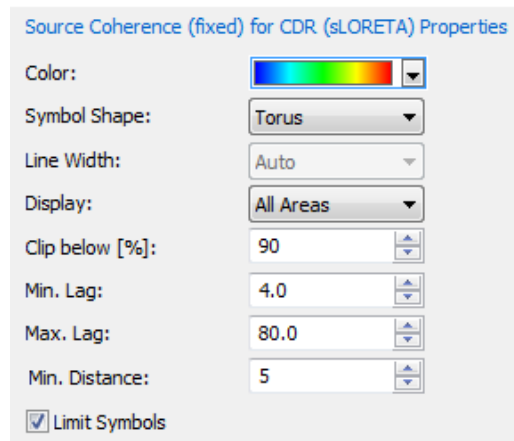 Source Coherence (fixed) for CDR (sLORETA) Properties
Color:
Symbol Shape: Torus
Line Width: Auto
Display: All Areas
Clip below [%]: 90
Min. Lag: 4.0
Max. Lag: 80.0
Min. Distance: 5
Limit Symbols